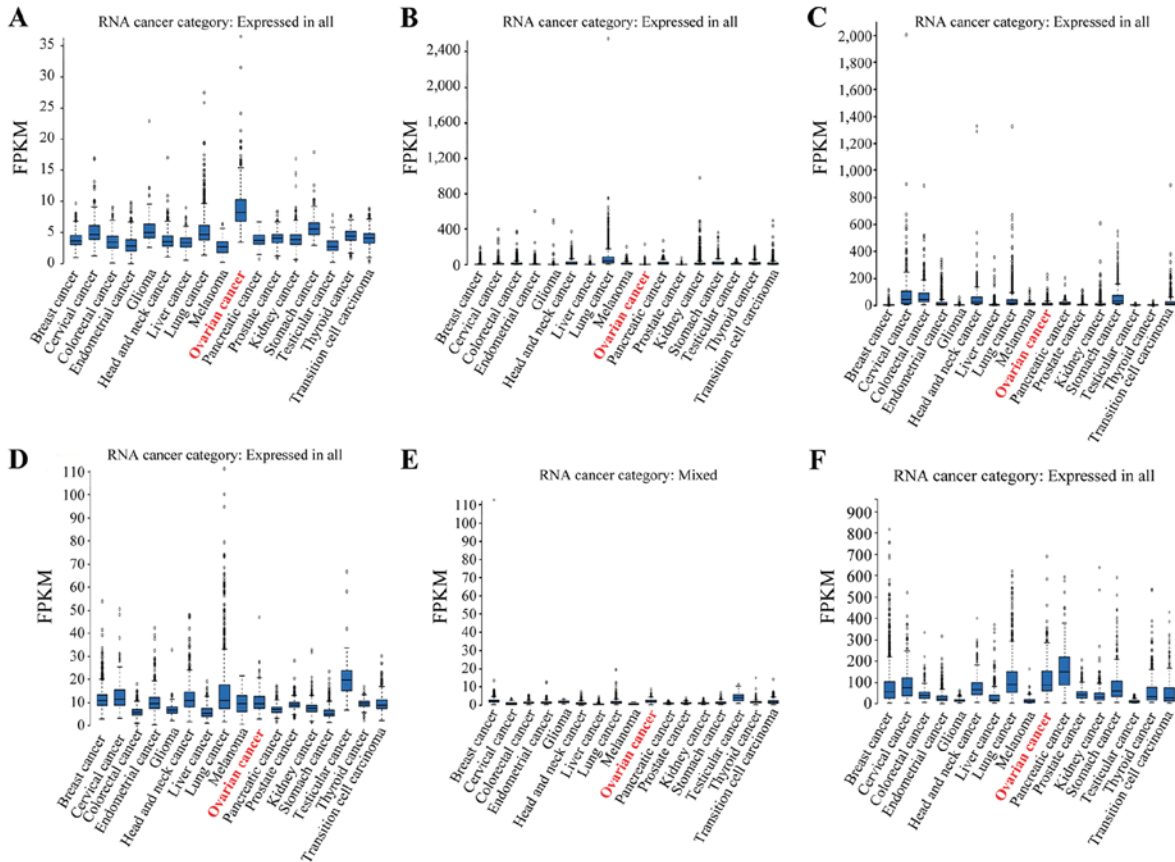 A
RNA cancer category: Expressed in all
FPKM
35
30
25
20
15
10
5
0
Breast cancer
Cervical cancer
Colorectal cancer
Endometrial cancer
Glioma
Head and neck cancer
Liver cancer
Lung cancer
Melanoma
Ovarian cancer
Pancreatic cancer
Prostate cancer
Kidney cancer
Stomach cancer
Testicular cancer
Thyroid cancer
Transition cell carcinoma
B
RNA cancer category: Expressed in all
FPKM
2,400
2,000
1,600
1,200
800
400
0
Breast cancer
Cervical cancer
Colorectal cancer
Endometrial cancer
Glioma
Head and neck cancer
Liver cancer
Lung cancer
Melanoma
Ovarian cancer
Pancreatic cancer
Prostate cancer
Kidney cancer
Stomach cancer
Testicular cancer
Thyroid cancer
Transition cell carcinoma
C
RNA cancer category: Expressed in all
FPKM
2,000
1,800
1,600
1,400
1,200
1,000
800
600
400
200
0
Breast cancer
Cervical cancer
Colorectal cancer
Endometrial cancer
Glioma
Head and neck cancer
Liver cancer
Lung cancer
Melanoma
Ovarian cancer
Pancreatic cancer
Prostate cancer
Kidney cancer
Stomach cancer
Testicular cancer
Thyroid cancer
Transition cell carcinoma
D
RNA cancer category: Expressed in all
FPKM
110
100
90
80
70
60
50
40
30
20
10
0
Breast cancer
Cervical cancer
Colorectal cancer
Endometrial cancer
Glioma
Head and neck cancer
Liver cancer
Lung cancer
Melanoma
Ovarian cancer
Pancreatic cancer
Prostate cancer
Kidney cancer
Stomach cancer
Testicular cancer
Thyroid cancer
Transition cell carcinoma
E
RNA cancer category: Mixed
FPKM
110
100
90
80
70
60
50
40
30
20
10
0
Breast cancer
Cervical cancer
Colorectal cancer
Endometrial cancer
Glioma
Head and neck cancer
Liver cancer
Lung cancer
Melanoma
Ovarian cancer
Pancreatic cancer
Prostate cancer
Kidney cancer
Stomach cancer
Testicular cancer
Thyroid cancer
Transition cell carcinoma
F
RNA cancer category: Expressed in all
FPKM
900
800
700
600
500
400
300
200
100
0
Breast cancer
Cervical cancer
Colorectal cancer
Endometrial cancer
Glioma
Head and neck cancer
Liver cancer
Lung cancer
Melanoma
Ovarian cancer
Pancreatic cancer
Prostate cancer
Kidney cancer
Stomach cancer
Testicular cancer
Thyroid cancer
Transition cell carcinoma